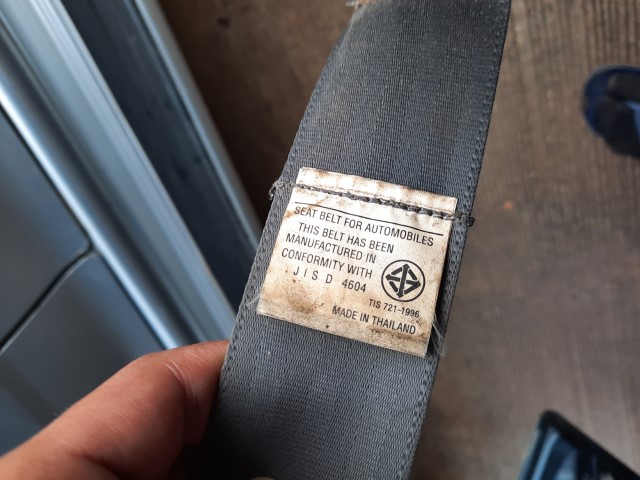 SEAT BELT FOR AUTOMOBILES
THIS BELT HAS BEEN
MANUFACTURED IN
CONFORMITY WITH
J I S D 4604
TIS 721-1996
MADE IN THAILAND